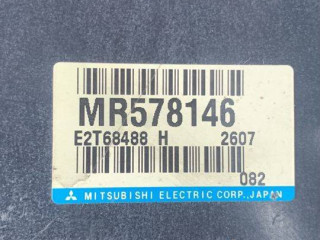 MR578146
E2T68488 H 2607
082
MITSUBISHI ELECTRIC CORP., JAPAN